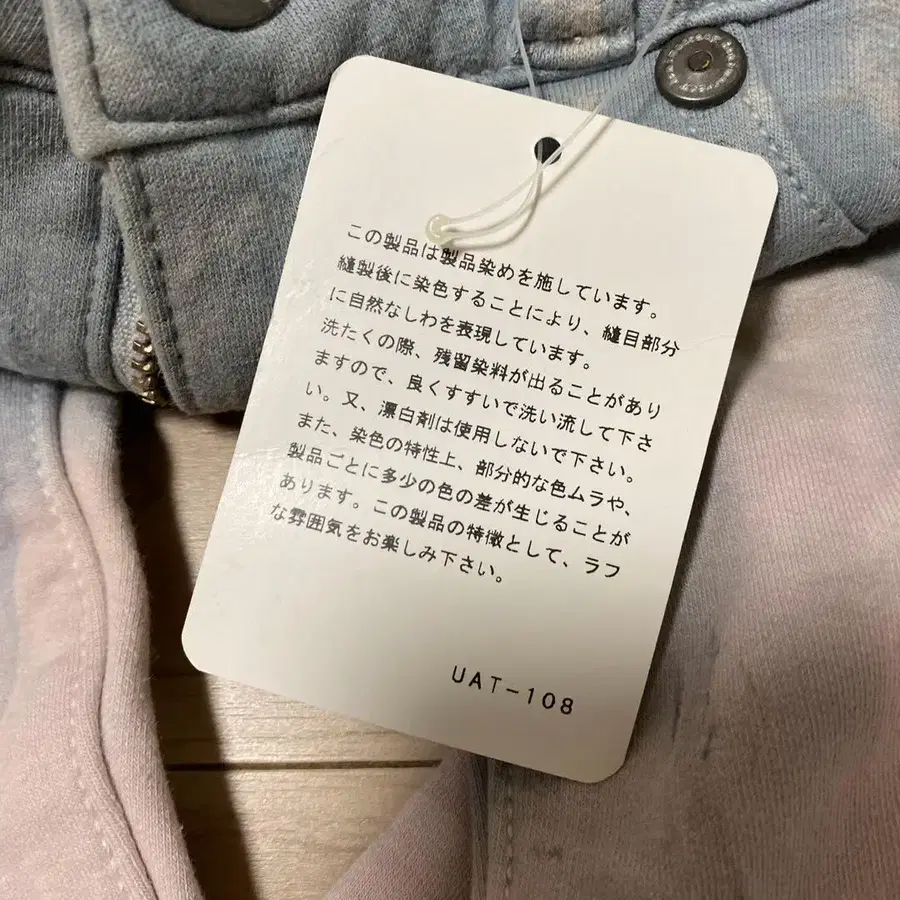 この製品は製品染めを施しています。
縫製後に染色することにより、縫目部分
に自然なしわを表現しています。
洗たくの際、残留染料が出ることがあり
ますので、良くすすいで洗い流して下さ
い。又、漂白剤は使用しないで下さい。
また、染色の特性上、部分的な色ムラや、
製品ごとに多少の色の差が生じることが
あります。この製品の特徴として、ラフ
な雰囲気をお楽しみ下さい。
UAT-108